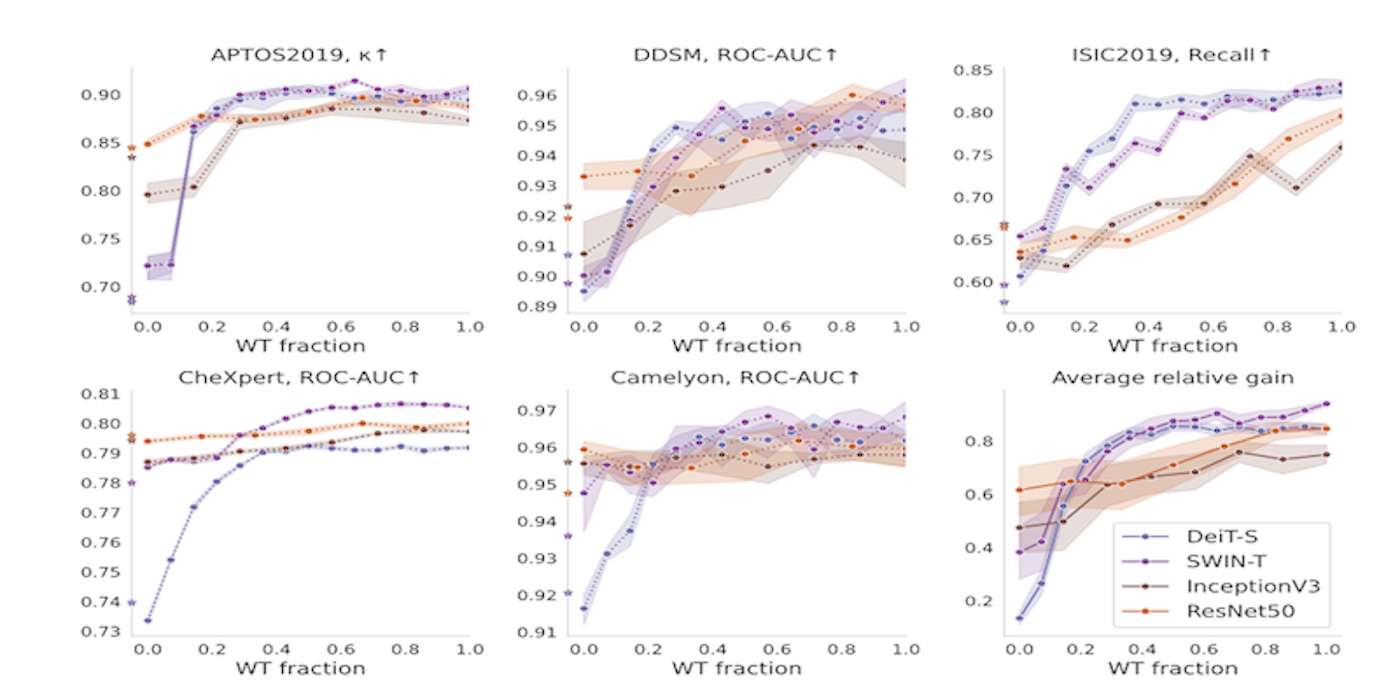 APTOS2019, κ↑
0.90
0.85
0.80
0.75
0.70
0.0 0.2 0.4 0.6 0.8 1.0
WT fraction
DDSM, ROC-AUC↑
0.96
0.95
0.94
0.93
0.92
0.91
0.90
0.89
0.0 0.2 0.4 0.6 0.8 1.0
WT fraction
ISIC2019, Recall↑
0.85
0.80
0.75
0.70
0.65
0.60
0.0 0.2 0.4 0.6 0.8 1.0
WT fraction
CheXpert, ROC-AUC↑
0.81
0.80
0.79
0.78
0.77
0.76
0.75
0.74
0.73
0.0 0.2 0.4 0.6 0.8 1.0
WT fraction
Camelyon, ROC-AUC↑
0.97
0.96
0.95
0.94
0.93
0.92
0.91
0.0 0.2 0.4 0.6 0.8 1.0
WT fraction
Average relative gain
0.8
0.6
0.4
0.2
DeiT-S
SWIN-T
InceptionV3
ResNet50
0.0 0.2 0.4 0.6 0.8 1.0
WT fraction